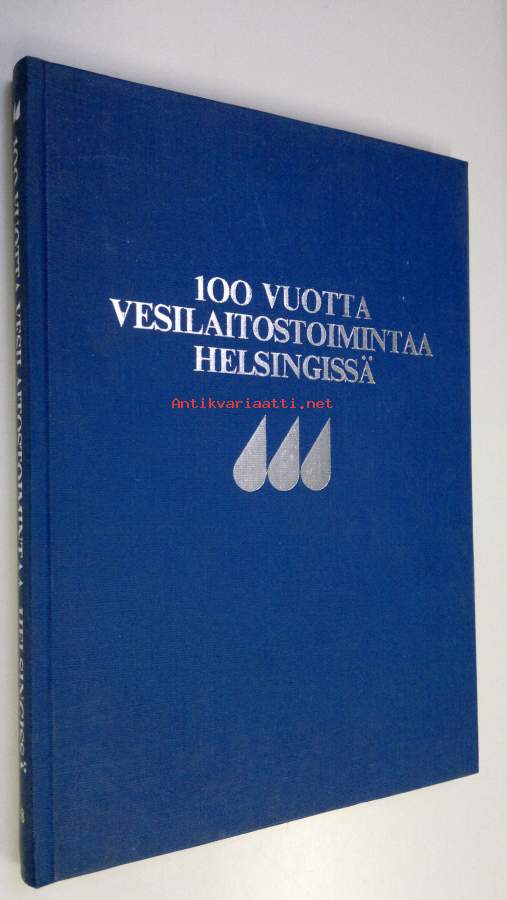 100 VUOTTA
VESILAITOSTOIMINTAA
HELSINGISSÄ
Antikvariaatti.net
100 VUOTTA VESILAITOSTOIMINTAA HELSINGISSÄ